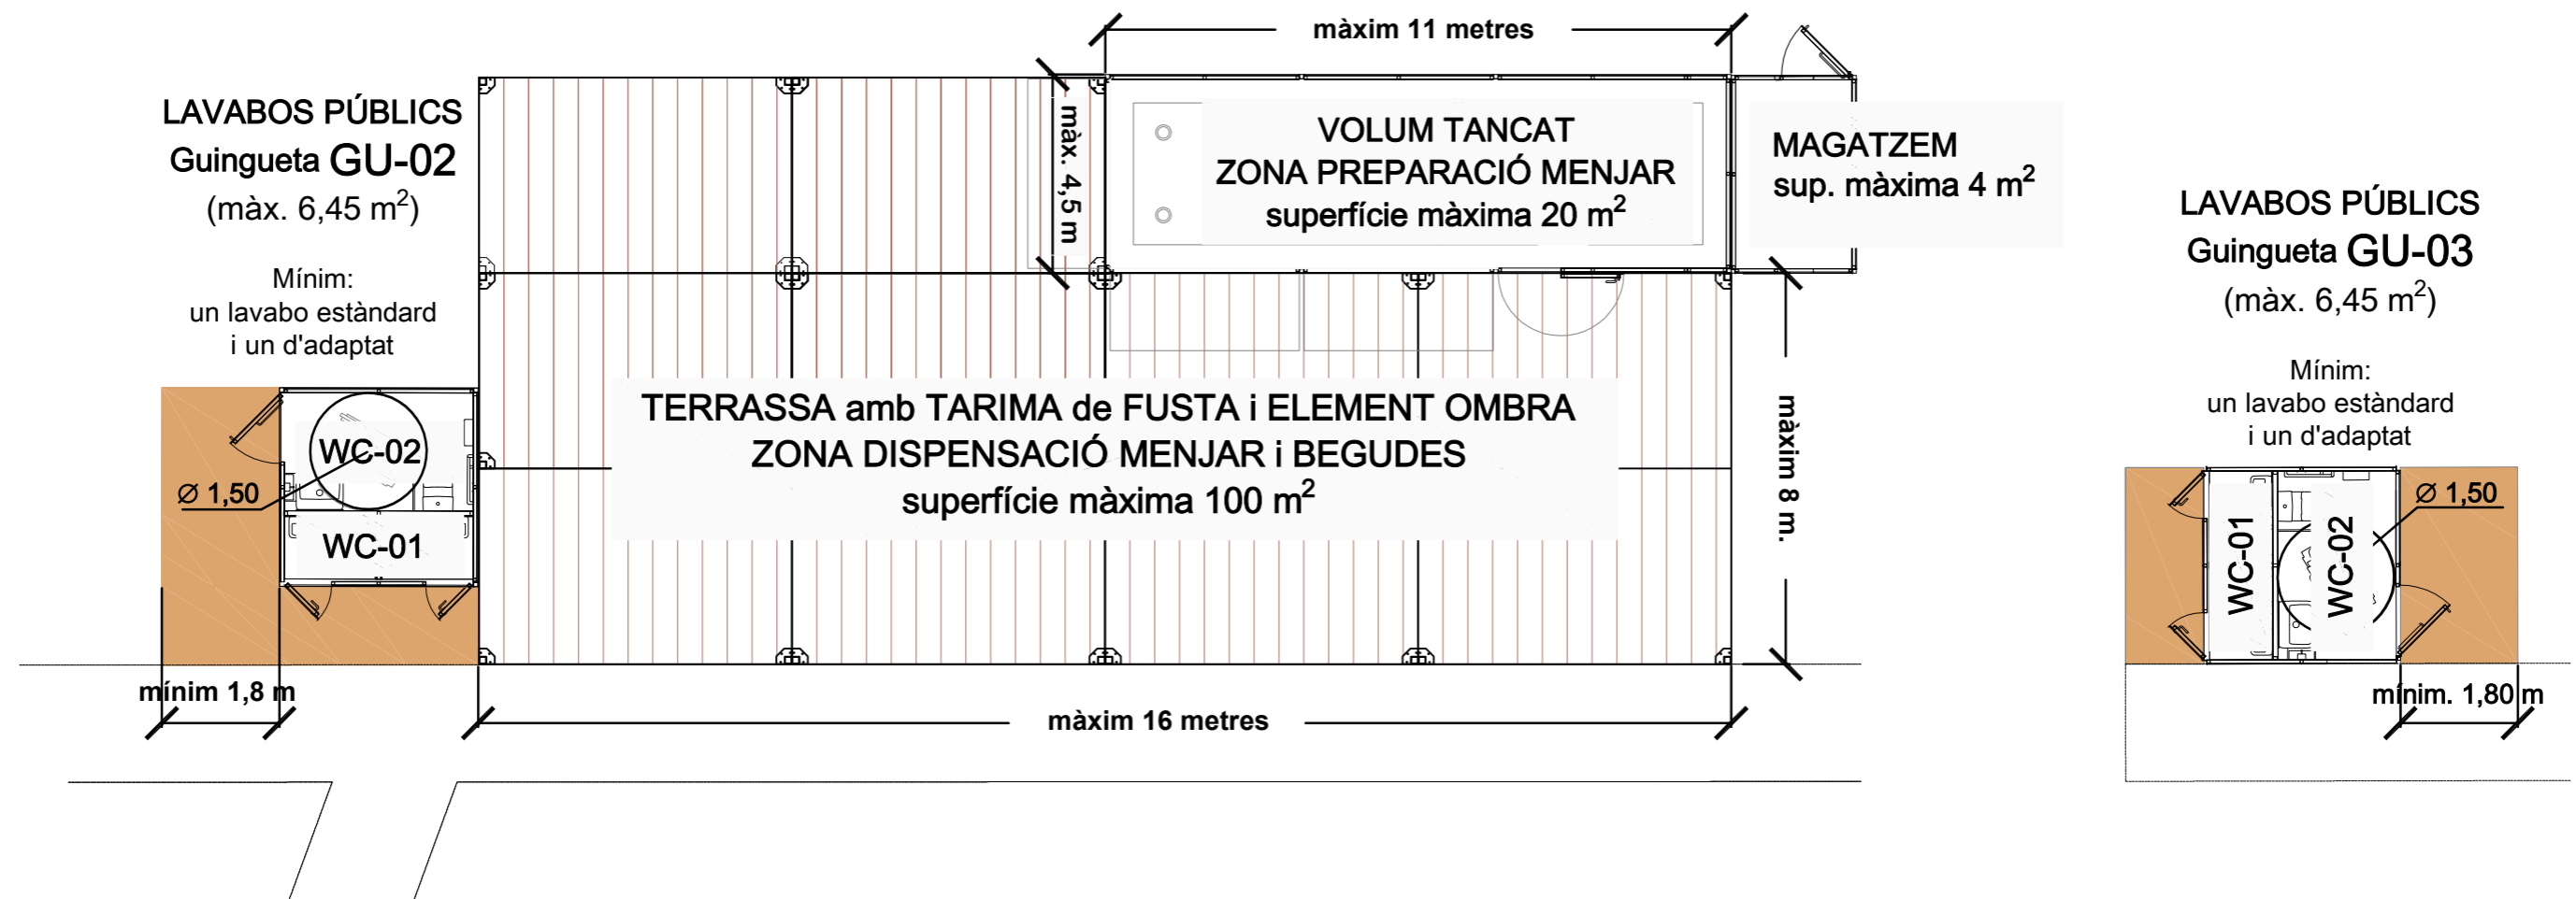 màxim 11 metres
LAVABOS PÚBLICS
Guingueta GU-02
(màx. 6,45 m²)
Mínim:
un lavabo estàndard
i un d'adaptat
màx. 4,5 m
VOLUM TANCAT
ZONA PREPARACIÓ MENJAR
superfície màxima 20 m²
MAGATZEM
sup. màxima 4 m²
LAVABOS PÚBLICS
Guingueta GU-03
(màx. 6,45 m²)
Mínim:
un lavabo estàndard
i un d'adaptat
TERRASSA amb TARIMA de FUSTA i ELEMENT OMBRA
ZONA DISPENSACIÓ MENJAR i BEGUDES
superfície màxima 100 m²
màxim 8 m.
WC-02
Ø 1,50
WC-01
WC-01
WC-02
Ø 1,50
mínim 1,8 m
màxim 16 metres
mínim. 1,80 m